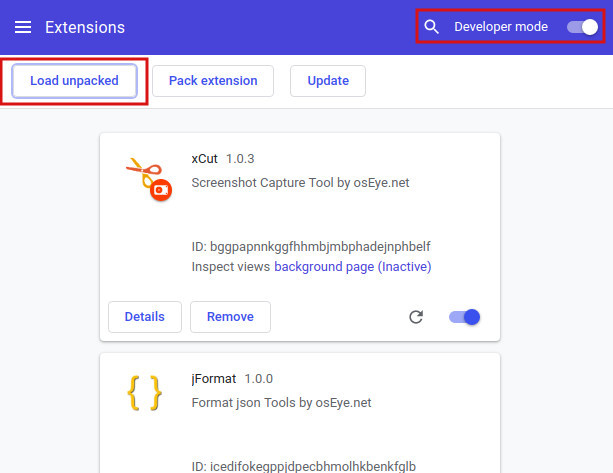 Extensions
Developer mode
Load unpacked
Pack extension
Update
xCut 1.0.3
Screenshot Capture Tool by osEye.net
ID: bggpapnnkggfhhmbjmbphadejnphbelf
Inspect views background page (Inactive)
Details
Remove
jFormat 1.0.0
Format json Tools by osEye.net
ID: icedifokegppjdpecbhmolhkbenkfglb